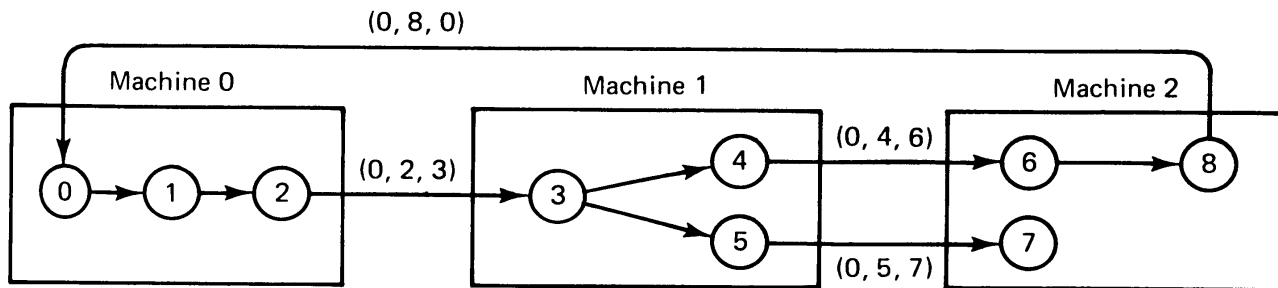 (0, 8, 0)
Machine 0
Machine 1
Machine 2
0
1
2
(0, 2, 3)
3
4
5
(0, 4, 6)
(0, 5, 7)
6
8
7